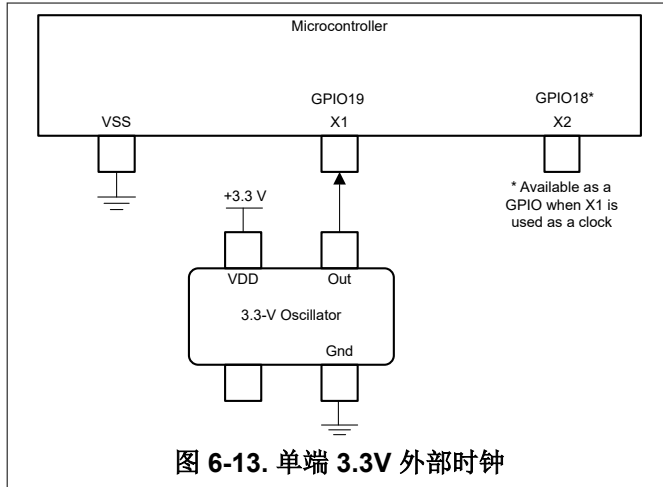 Microcontroller
GPIO19
GPIO18*
VSS
X1
X2
* Available as a
GPIO when X1 is
used as a clock
+3.3 V
VDD
Out
3.3-V Oscillator
Gnd
图 6-13. 单端 3.3V 外部时钟